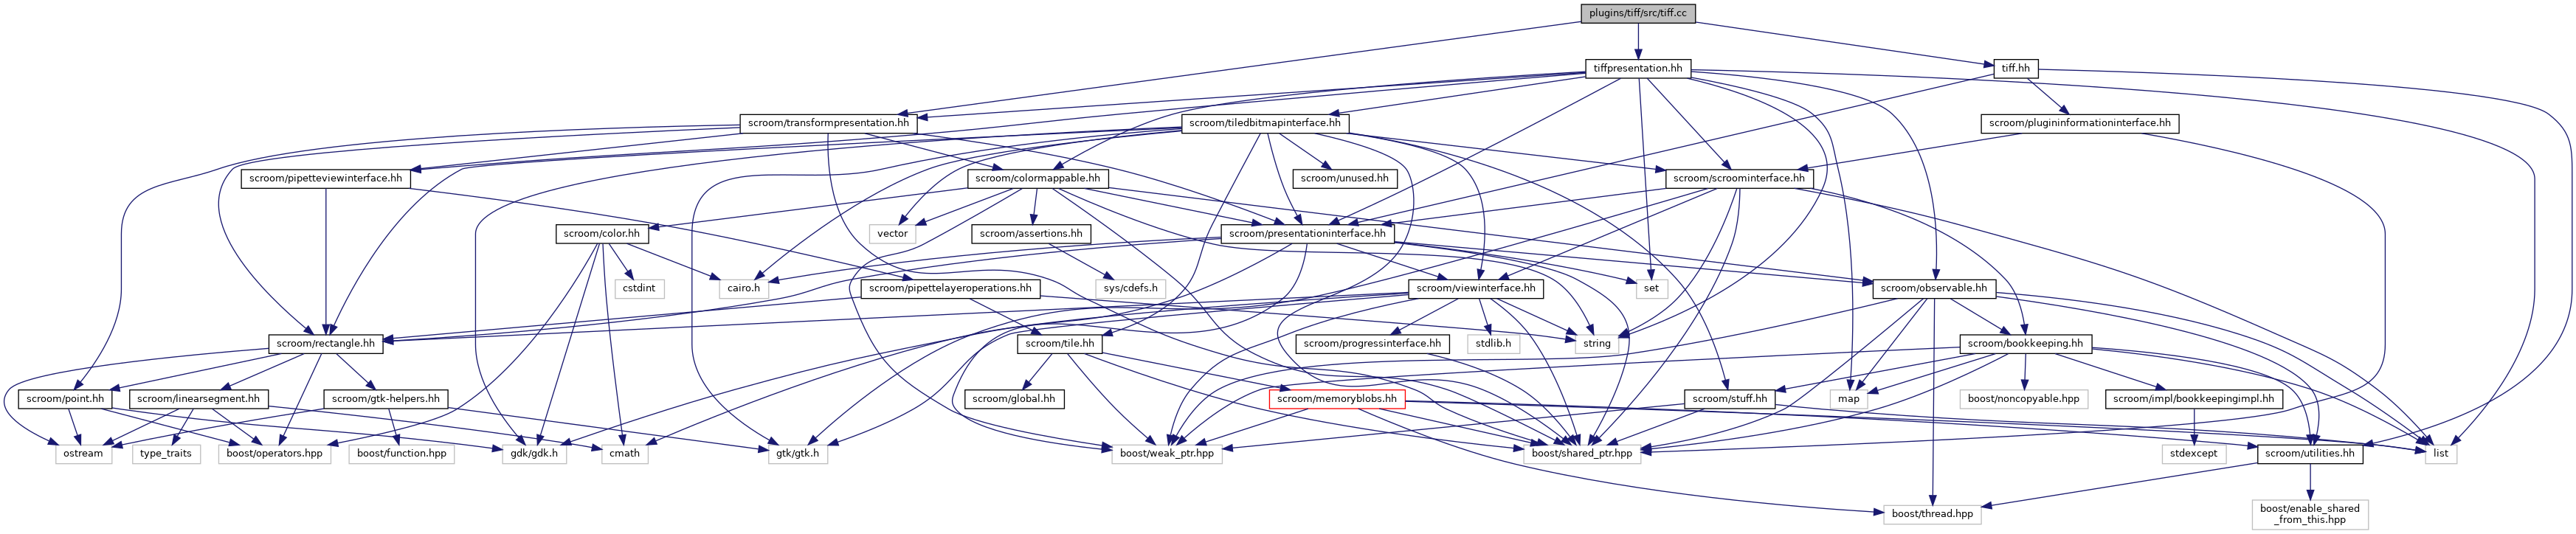 plugins/tiff/src/tiff.cc
tiffpresentation.hh
tiff.hh
scroom/transformpresentation.hh
scroom/tiledbitmapinterface.hh
scroom/plugininformationinterface.hh
scroom/pipetteviewinterface.hh
scroom/colormappable.hh
scroom/unused.hh
scroom/scroominterface.hh
scroom/color.hh
vector
scroom/assertions.hh
scroom/presentationinterface.hh
cstdint
cairo.h
scroom/pipettelayeroperations.hh
sys/cdefs.h
scroom/viewinterface.hh
set
scroom/observable.hh
scroom/rectangle.hh
scroom/tile.hh
scroom/progressinterface.hh
stdlib.h
string
scroom/bookkeeping.hh
scroom/point.hh
scroom/linearsegment.hh
scroom/gtk-helpers.hh
scroom/global.hh
scroom/memoryblobs.hh
scroom/stuff.hh
map
boost/noncopyable.hpp
scroom/impl/bookkeepingimpl.hh
ostream
type_traits
boost/operators.hpp
boost/function.hpp
gdk/gdk.h
cmath
gtk/gtk.h
boost/weak_ptr.hpp
boost/shared_ptr.hpp
stdexcept
scroom/utilities.hh
list
boost/thread.hpp
boost/enable_shared
_from_this.hpp